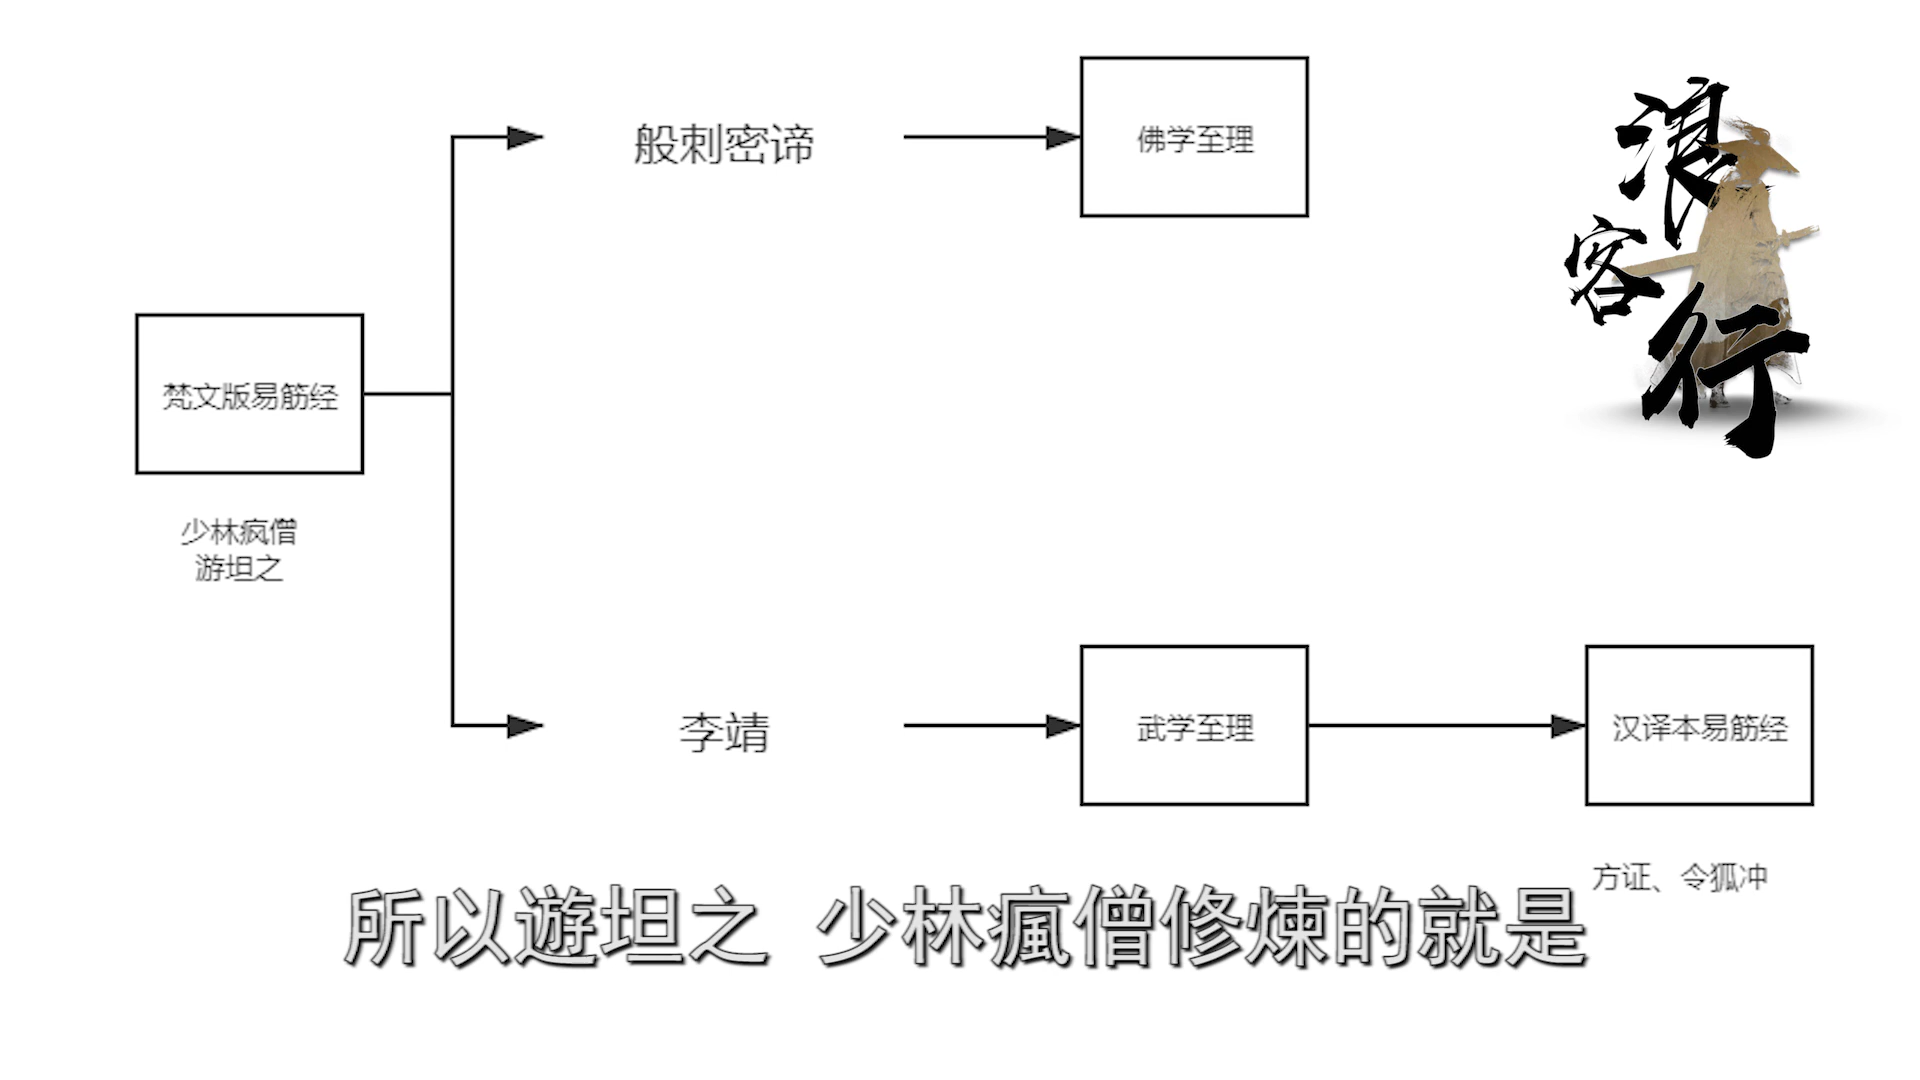 般刺密谛
佛学至理
浪客行
梵文版易筋经
少林疯僧
游坦之
李靖
武学至理
汉译本易筋经
方证、令狐冲
所以遊坦之 少林瘋僧修煉的就是